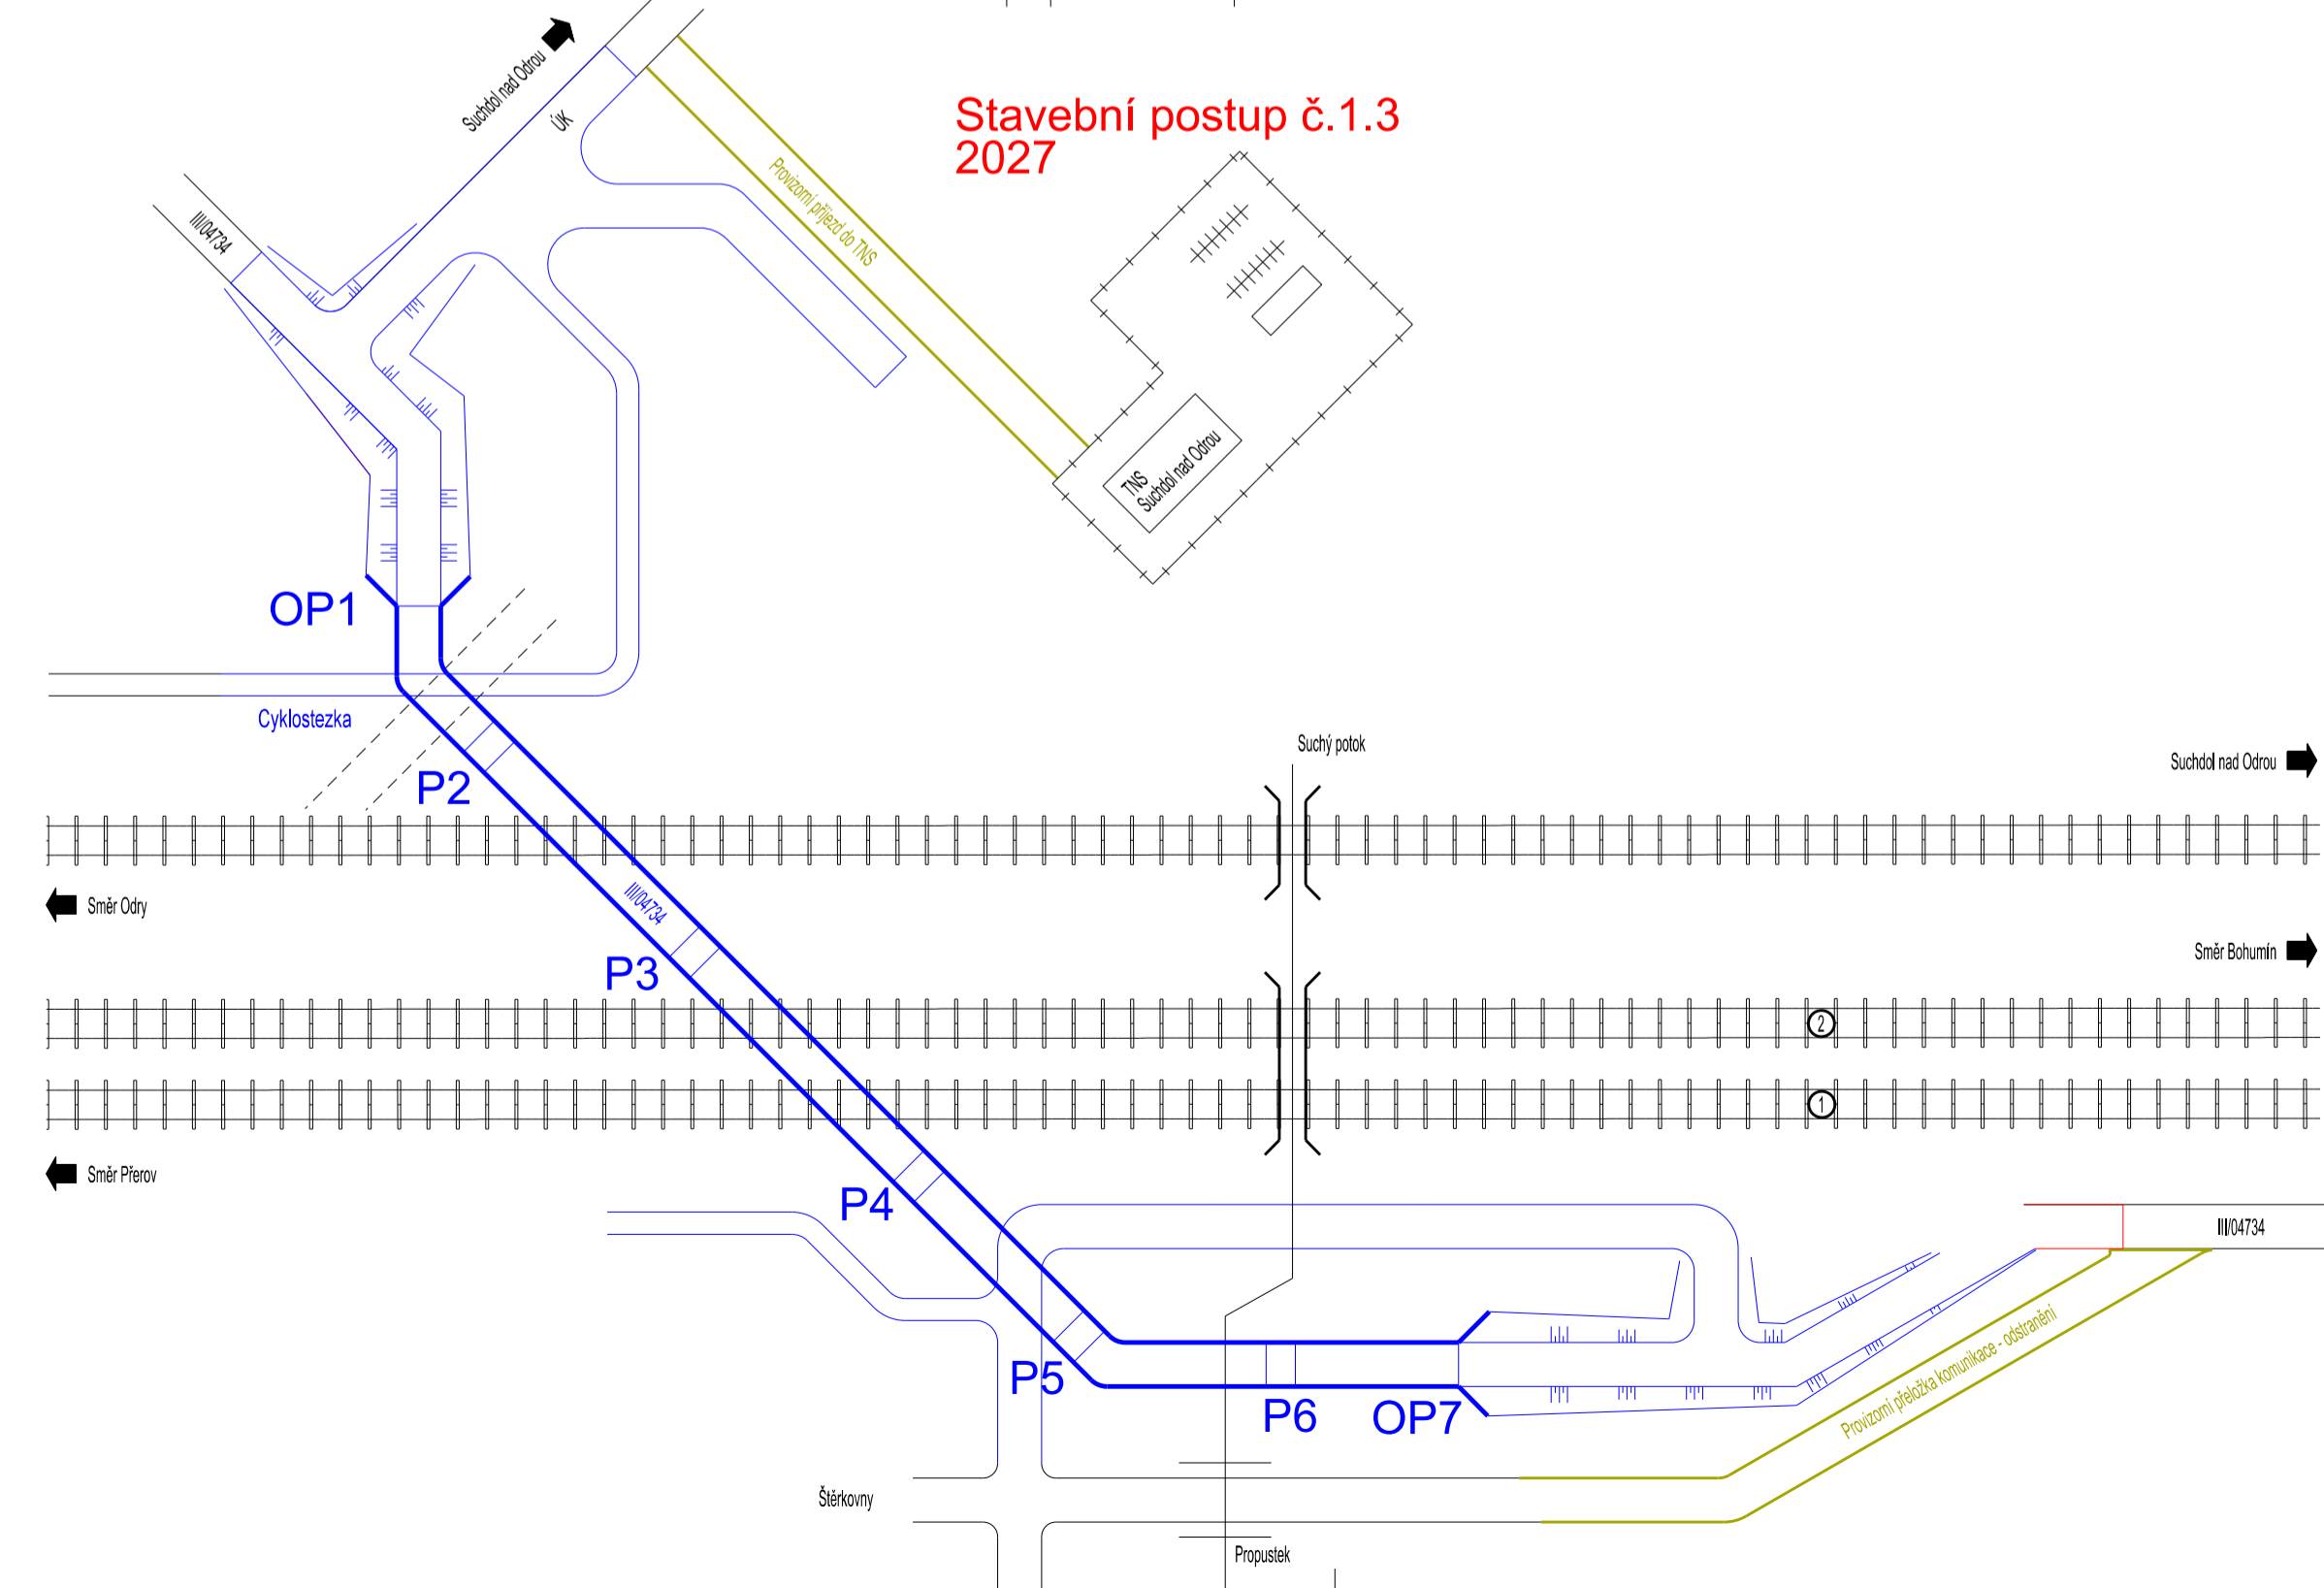 Suchdol nad Odrou
ÚK
Stavební postup č.1.3
2027
Provizorní příjezd do TNS
IIII/04734
TNS
Suchdol nad Odrou
OP1
Cyklostezka
P2
Suchý potok
Suchdol nad Odrou
IIII/04734
Směr Odry
Směr Bohumín
P3
2
1
Směr Přerov
P4
III/04734
Provizorní přeložka komunikace - odstranění
P5
P6
OP7
Štěrkovny
Propustek